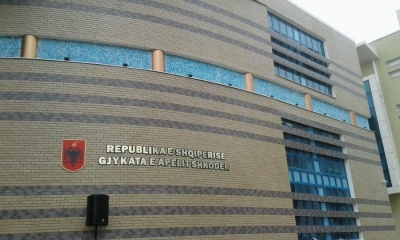 REPUBLIKA E SHQIPERISE
GJYKATA E APELIT SHKODER